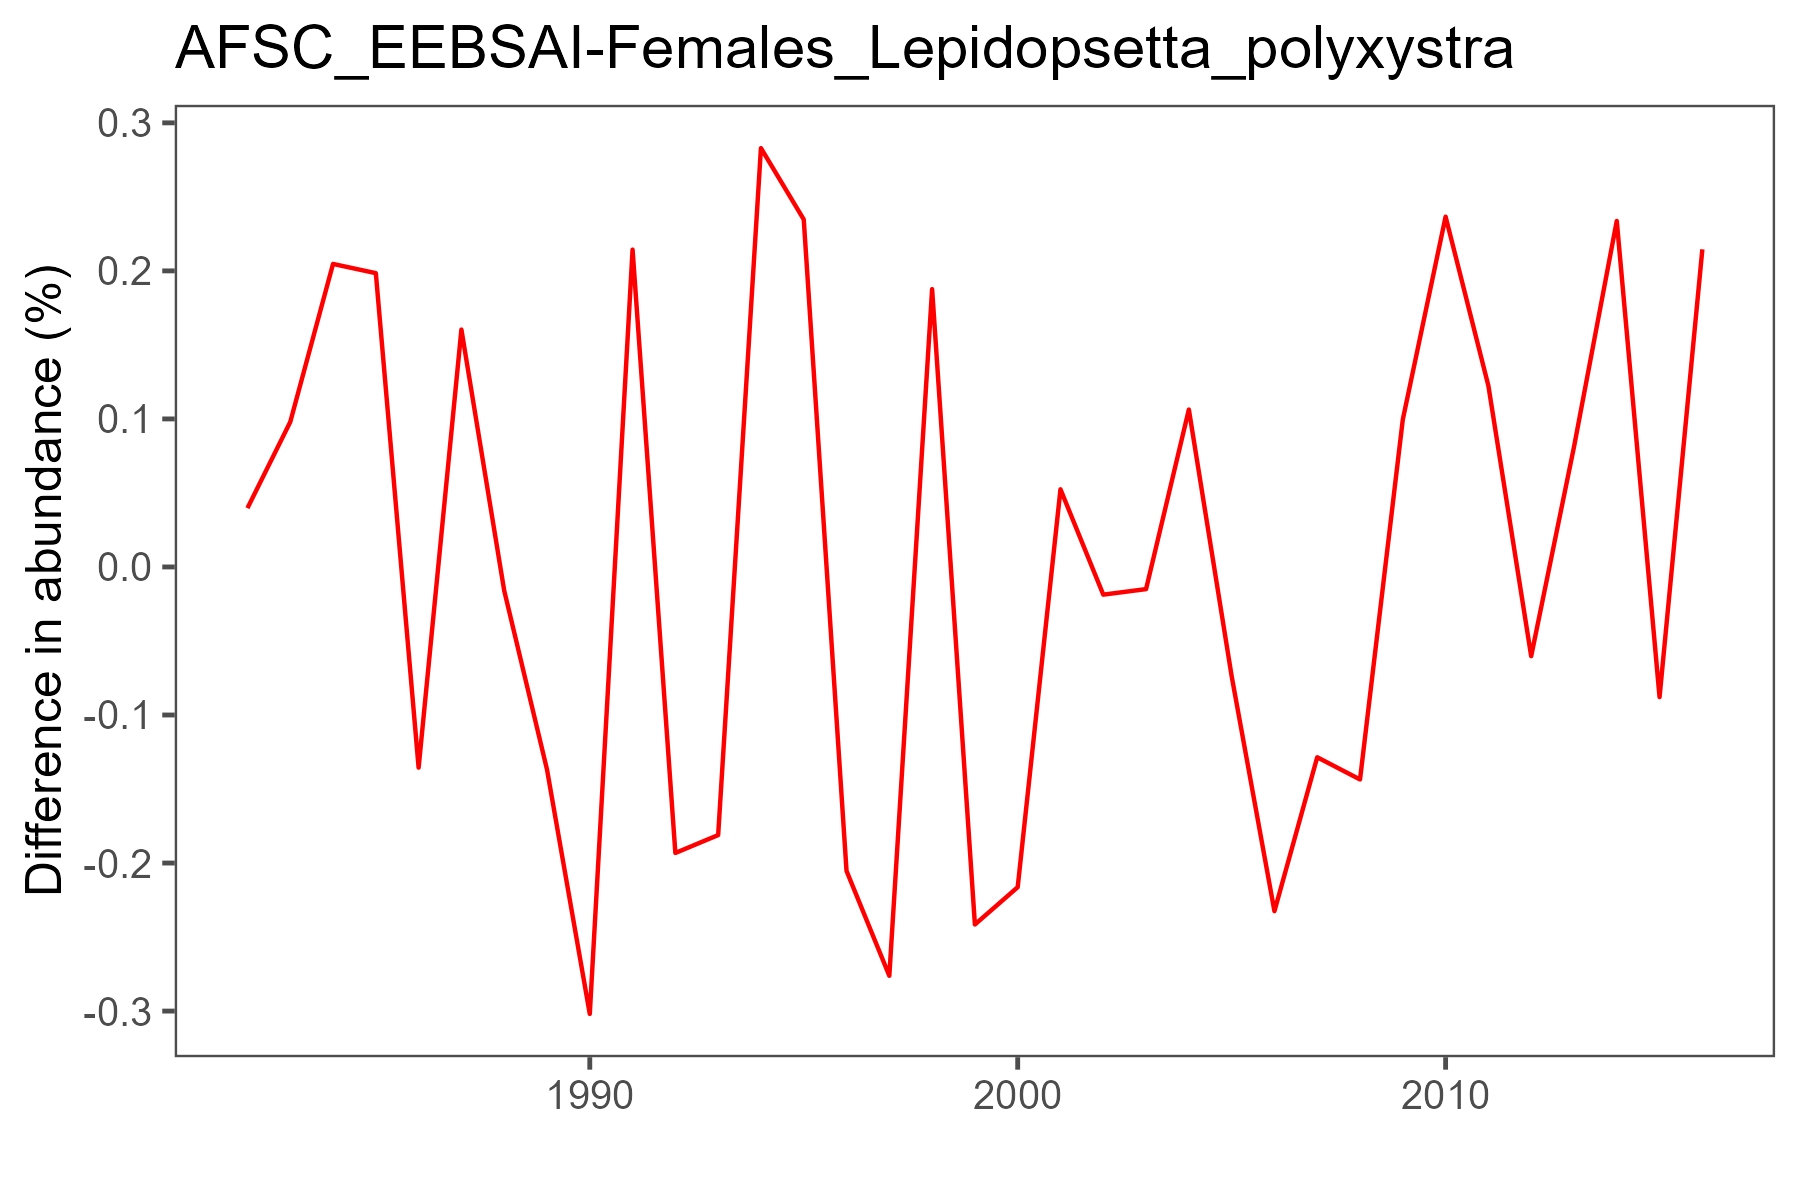 AFSC_EEBSAI-Females_Lepidopsetta_polyxystra
Difference in abundance (%)
0.3
0.2
0.1
0.0
-0.1
-0.2
-0.3
1990 2000 2010